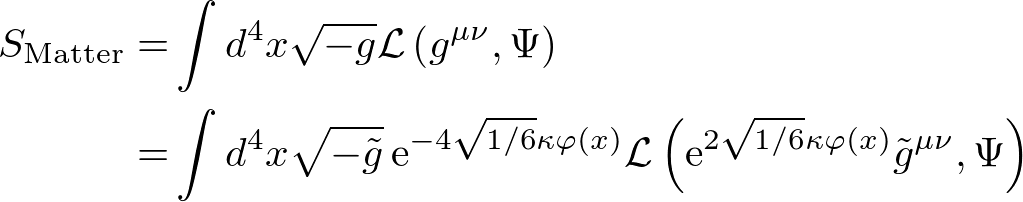 S_{\text{Matter}} = \int d^4x \sqrt{-g} \mathcal{L} \left( g^{\mu\nu}, \Psi \right)
= \int d^4x \sqrt{-\tilde{g}} \, \mathrm{e}^{-4\sqrt{1/6}\kappa\varphi(x)} \mathcal{L} \left( \mathrm{e}^{2\sqrt{1/6}\kappa\varphi(x)} \tilde{g}^{\mu\nu}, \Psi \right)